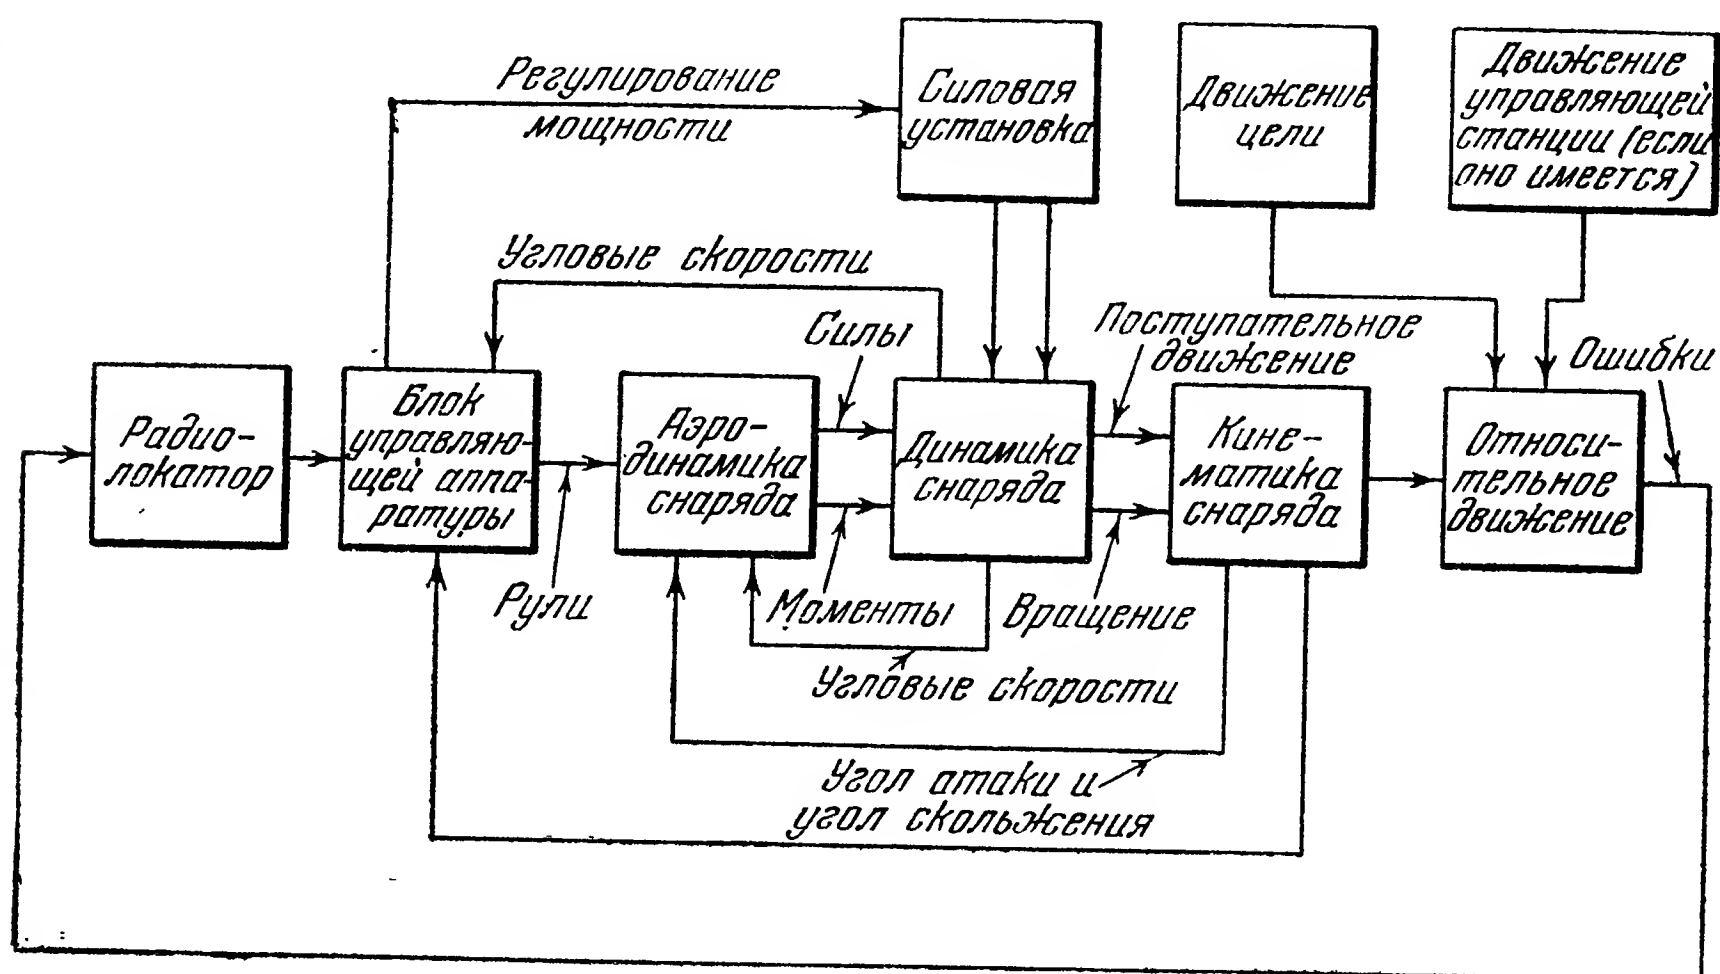 Регулирование
мощности
Силовая
установка
Движение
цели
Движение
управляющей
станции (если
оно имеется)
Угловые скорости
Силы
Поступательное
движение
Ошибки
Радио-
локатор
Блок
управляю-
щей аппа-
ратуры
Аэро-
динамика
снаряда
Динамика
снаряда
Кине-
матика
снаряда
Относи-
тельное
движение
Рули
Моменты
Вращение
Угловые скорости
Угол атаки и
угол скольжения